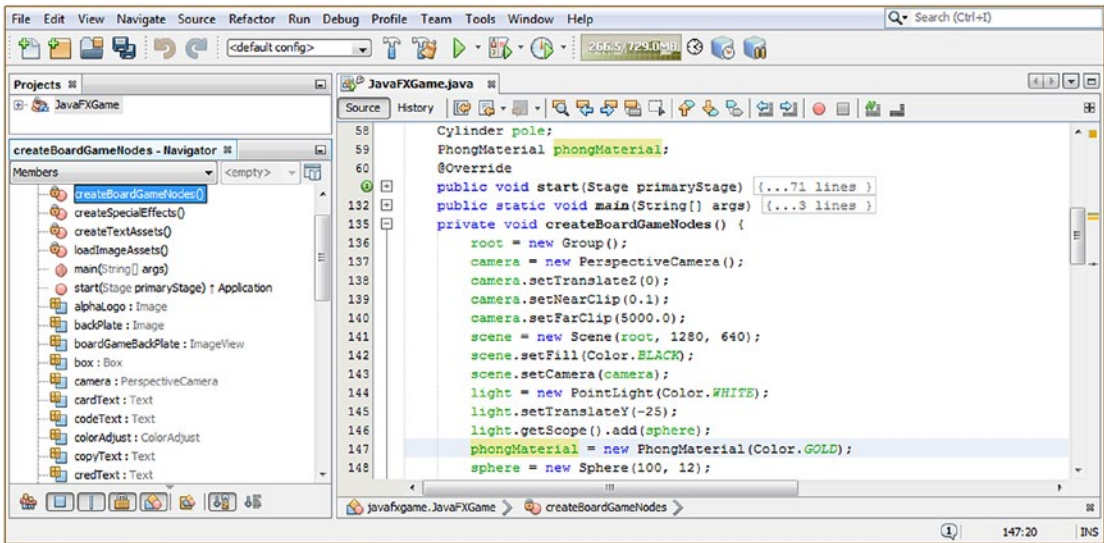 File Edit View Navigate Source Refactor Run Debug Profile Team Tools Window Help
Search (Ctrl+I)
<default config>
266.5/729.0MB
Projects
JavaFXGame
createBoardGameNodes - Navigator
Members
<empty>
createBoardGameNodes()
createSpecialEffects()
createTextAssets()
loadImageAssets()
main(String[] args)
start(Stage primaryStage) ↑ Application
alphaLogo : Image
backPlate : Image
boardGameBackPlate : ImageView
box : Box
camera : PerspectiveCamera
cardText : Text
codeText : Text
colorAdjust : ColorAdjust
copyText : Text
credText : Text
JavaFXGame.java
Source History
58 Cylinder pole;
59 PhongMaterial phongMaterial;
60 @Override
public void start(Stage primaryStage) {...71 lines }
132 public static void main(String[] args) {...3 lines }
135 private void createBoardGameNodes() {
136 root = new Group();
137 camera = new PerspectiveCamera();
138 camera.setTranslateZ(0);
139 camera.setNearClip(0.1);
140 camera.setFarClip(5000.0);
141 scene = new Scene(root, 1280, 640);
142 scene.setFill(Color.BLACK);
143 scene.setCamera(camera);
144 light = new PointLight(Color.WHITE);
145 light.setTranslateY(-25);
146 light.getScope().add(sphere);
147 phongMaterial = new PhongMaterial(Color.GOLD);
148 sphere = new Sphere(100, 12);
javafxgame.JavaFXGame
createBoardGameNodes
1
147:20
INS